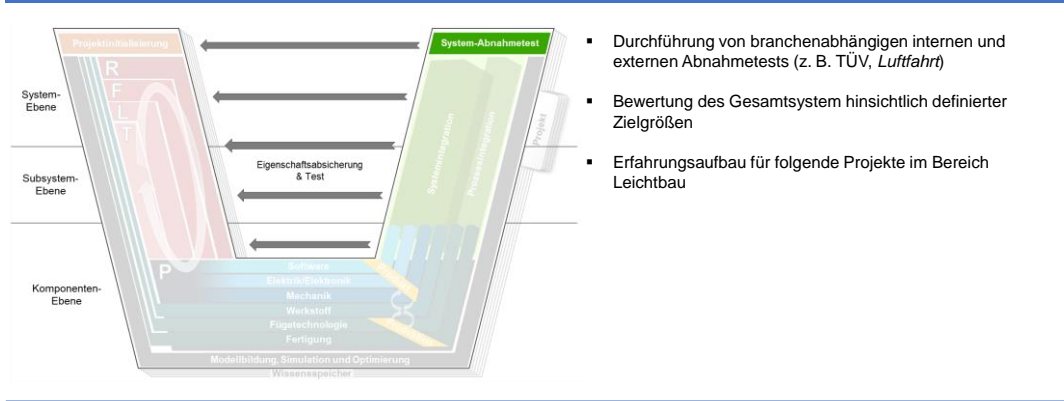 Projektinitialisierung
System-Abnahmetest
R
F
L
T
P
System-
Ebene
Subsystem-
Ebene
Komponenten-
Ebene
Eigenschaftsabsicherung
& Test
Systemintegration
Prozessintegration
Projekt
Software
Elektrik/Elektronik
Mechanik
Werkstoff
Fügetechnologie
Fertigung
Modellbildung, Simulation und Optimierung
Wissensspeicher
▪ Durchführung von branchenabhängigen internen und
externen Abnahmetests (z. B. TÜV, Luftfahrt)
▪ Bewertung des Gesamtsystem hinsichtlich definierter
Zielgrößen
▪ Erfahrungsaufbau für folgende Projekte im Bereich
Leichtbau